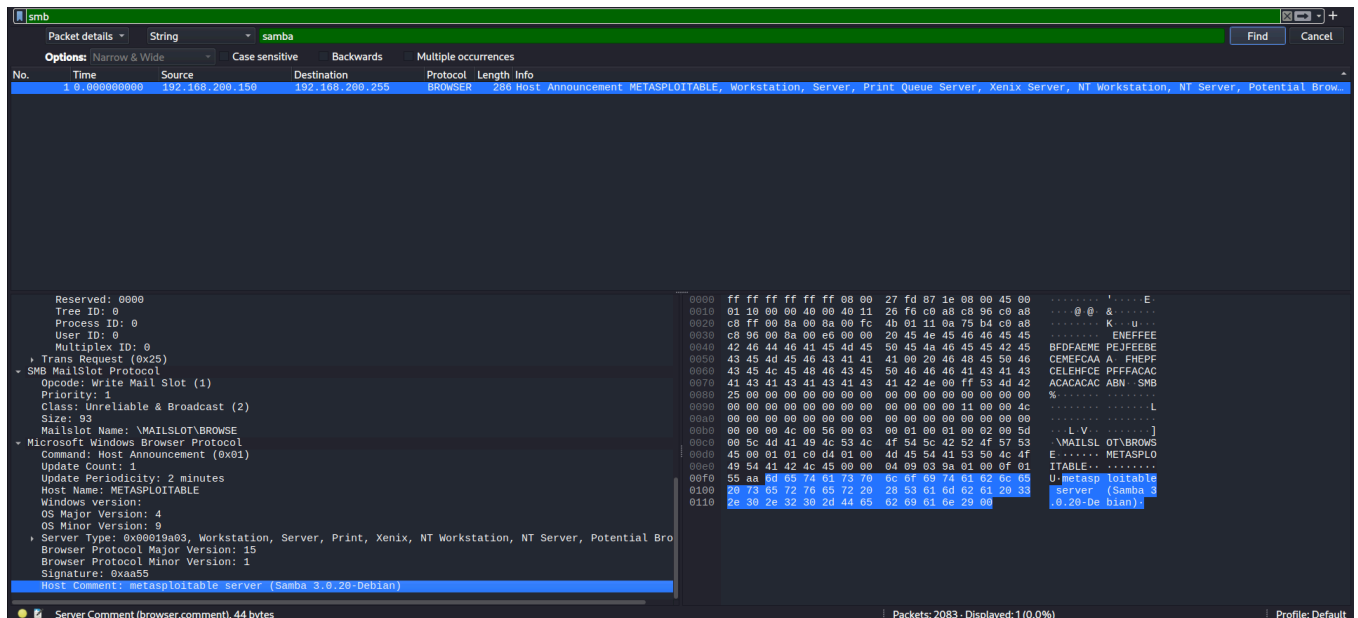 smb
Packet details String samba Find Cancel
Options: Narrow & Wide Case sensitive Backwards Multiple occurrences
No. Time Source Destination Protocol Length Info
1 0.000000000 192.168.200.150 192.168.200.255 BROWSER 286 Host Announcement METASPLOITABLE, Workstation, Server, Print Queue Server, Xenix Server, NT Workstation, NT Server, Potential Brow…
Reserved: 0000
Tree ID: 0
Process ID: 0
User ID: 0
Multiplex ID: 0
Trans Request (0x25)
SMB MailSlot Protocol
Opcode: Write Mail Slot (1)
Priority: 1
Class: Unreliable & Broadcast (2)
Size: 93
Mailslot Name: \MAILSLOT\BROWSE
Microsoft Windows Browser Protocol
Command: Host Announcement (0x01)
Update Count: 1
Update Periodicity: 2 minutes
Host Name: METASPLOITABLE
Windows version:
OS Major Version: 4
OS Minor Version: 9
Server Type: 0x00019a03, Workstation, Server, Print, Xenix, NT Workstation, NT Server, Potential Bro
Browser Protocol Major Version: 15
Browser Protocol Minor Version: 1
Signature: 0xaa55
Host Comment: metasploitable server (Samba 3.0.20-Debian)
0000 ff ff ff ff ff ff 08 00 27 fd 87 1e 08 00 45 00 ········ '·····E·
0010 01 10 00 00 40 00 40 11 26 f6 c0 a8 c8 96 c0 a8 ····@·@· &·······
0020 c8 ff 00 8a 00 8a 00 fc 4b 01 11 0a 75 b4 c0 a8 ········ K···u···
0030 c8 96 00 8a 00 e6 00 00 20 45 4e 45 46 46 45 45 ········ ENEFFEE
0040 42 46 44 46 41 45 4d 45 50 45 4a 46 45 45 42 45 BFDFAEME PEJFEEBE
0050 43 45 4d 45 46 43 41 41 41 00 20 46 48 45 50 46 CEMEFCAA A· FHEPF
0060 43 45 4c 45 48 46 43 45 50 46 46 46 41 43 41 43 CELEHFCE PFFFACAC
0070 41 43 41 43 41 43 41 43 41 42 4e 00 ff 53 4d 42 ACACACAC ABN··SMB
0080 25 00 00 00 00 00 00 00 00 00 00 00 00 00 00 00 %······· ········
0090 00 00 00 00 00 00 00 00 00 00 00 00 11 00 00 4c ········ ·······L
00a0 00 00 00 00 00 00 00 00 00 00 00 00 00 00 00 00 ········ ········
00b0 00 00 00 4c 00 56 00 03 00 01 00 01 00 02 00 5d ···L·V·· ·······]
00c0 00 5c 4d 41 49 4c 53 4c 4f 54 5c 42 52 4f 57 53 ·\MAILSL OT\BROWS
00d0 45 00 01 01 c0 d4 01 00 4d 45 54 41 53 50 4c 4f E······· METASPLO
00e0 49 54 41 42 4c 45 00 00 04 09 03 9a 01 00 0f 01 ITABLE·· ········
00f0 55 aa 6d 65 74 61 73 70 6c 6f 69 74 61 62 6c 65 U·metasp loitable
0100 20 73 65 72 76 65 72 20 28 53 61 6d 62 61 20 33 server (Samba 3
0110 2e 30 2e 32 30 2d 44 65 62 69 61 6e 29 00 .0.20-De bian)·
Server Comment (browser.comment), 44 bytes Packets: 2083 · Displayed: 1 (0.0%) Profile: Default